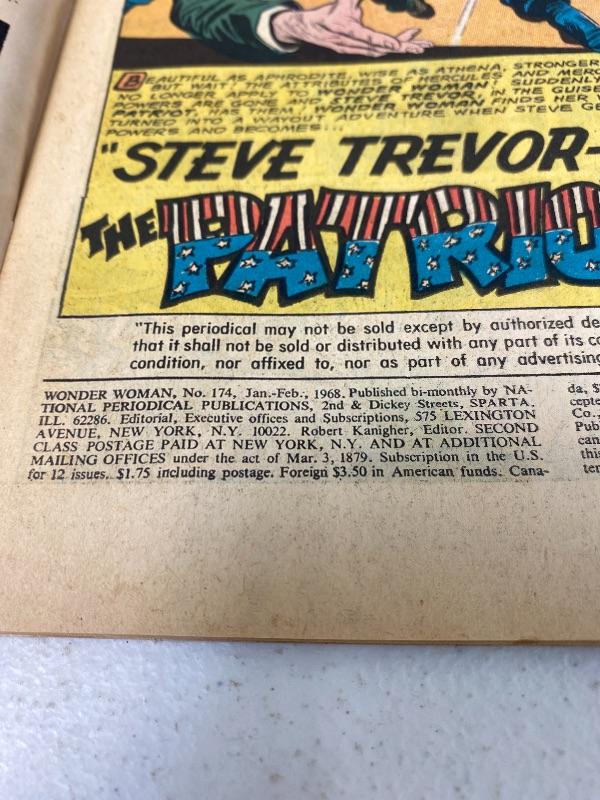 BEAUTIFUL AS APHRODITE, WISE AS ATHENA, STRONGER
BUT WAIT! THE ATTRIBUTES OF HERCULES AND MERC
NO LONGER APPLY TO WONDER WOMAN! SUDDENLY
POWERS ARE GONE AND STEVE TREVOR IN THE GUISE
PATRIOT, HAS THEM! WONDER WOMAN FINDS HER
TURNED INTO A WAYOUT ADVENTURE WHEN STEVE GE
POWERS AND BECOMES...
"STEVE TREVOR-
THE PATRIO
"This periodical may not be sold except by authorized de
that it shall not be sold or distributed with any part of its co
condition, nor affixed to, nor as part of any advertising
WONDER WOMAN, No. 174, Jan.-Feb., 1968. Published bi-monthly by NA-
TIONAL PERIODICAL PUBLICATIONS, 2nd & Dickey Streets, SPARTA.
ILL. 62286. Editorial, Executive offices and Subscriptions, 575 LEXINGTON
AVENUE, NEW YORK, N.Y. 10022. Robert Kanigher, Editor. SECOND
CLASS POSTAGE PAID AT NEW YORK, N.Y. AND AT ADDITIONAL
MAILING OFFICES under the act of Mar. 3, 1879. Subscription in the U.S.
for 12 issues. $1.75 including postage. Foreign $3.50 in American funds. Cana-
da, $
cepte
Co.,
Pub
can
this
ter